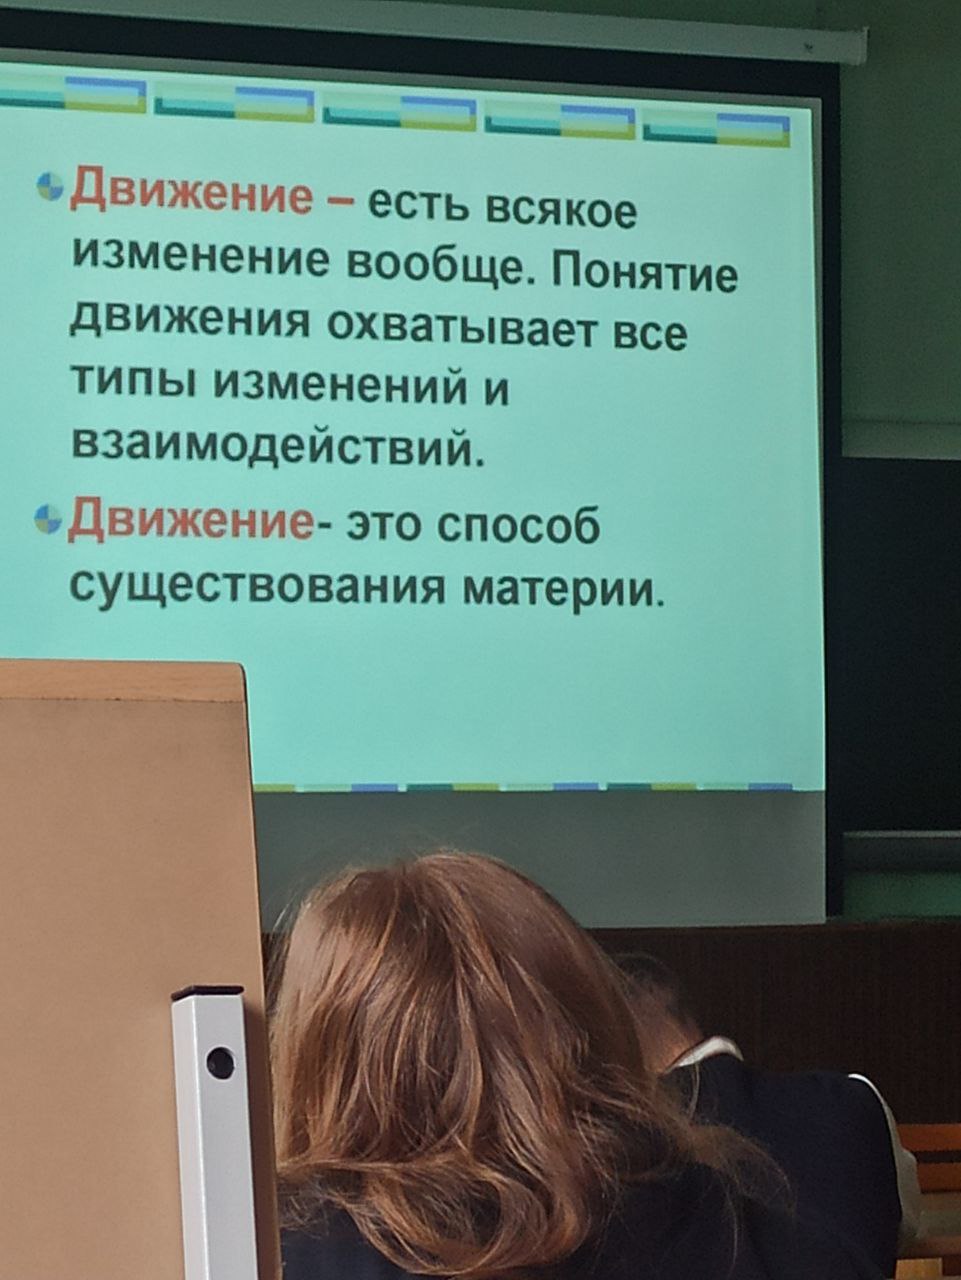 Движение – есть всякое
изменение вообще. Понятие
движения охватывает все
типы изменений и
взаимодействий.
Движение- это способ
существования материи.